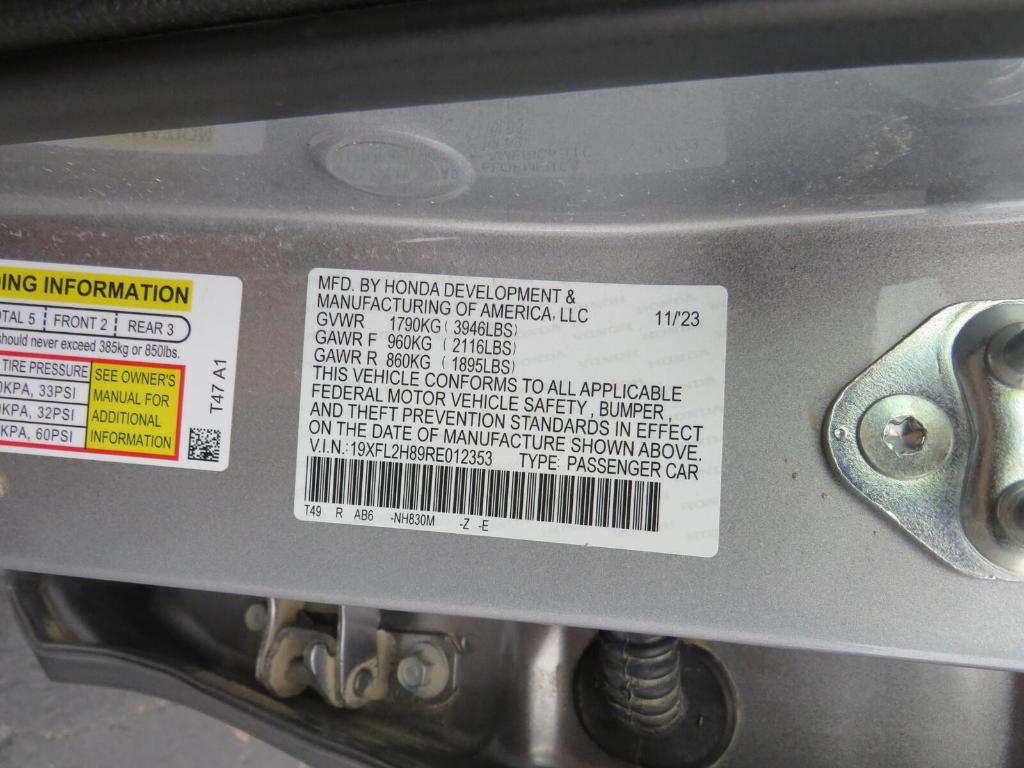 DING INFORMATION
OTAL 5 FRONT 2 REAR 3
should never exceed 385kg or 850lbs.
TIRE PRESSURE
0KPA, 33PSI
0KPA, 32PSI
KPA, 60PSI
SEE OWNER'S
MANUAL FOR
ADDITIONAL
INFORMATION
T47 A1
MFD. BY HONDA DEVELOPMENT &
MANUFACTURING OF AMERICA, LLC 11/'23
GVWR 1790KG ( 3946LBS)
GAWR F 960KG ( 2116LBS)
GAWR R 860KG ( 1895LBS)
THIS VEHICLE CONFORMS TO ALL APPLICABLE
FEDERAL MOTOR VEHICLE SAFETY , BUMPER ,
AND THEFT PREVENTION STANDARDS IN EFFECT
ON THE DATE OF MANUFACTURE SHOWN ABOVE.
V.I.N.: 19XFL2H89RE012353 TYPE: PASSENGER CAR
T49 R AB6 -NH830M -Z -E